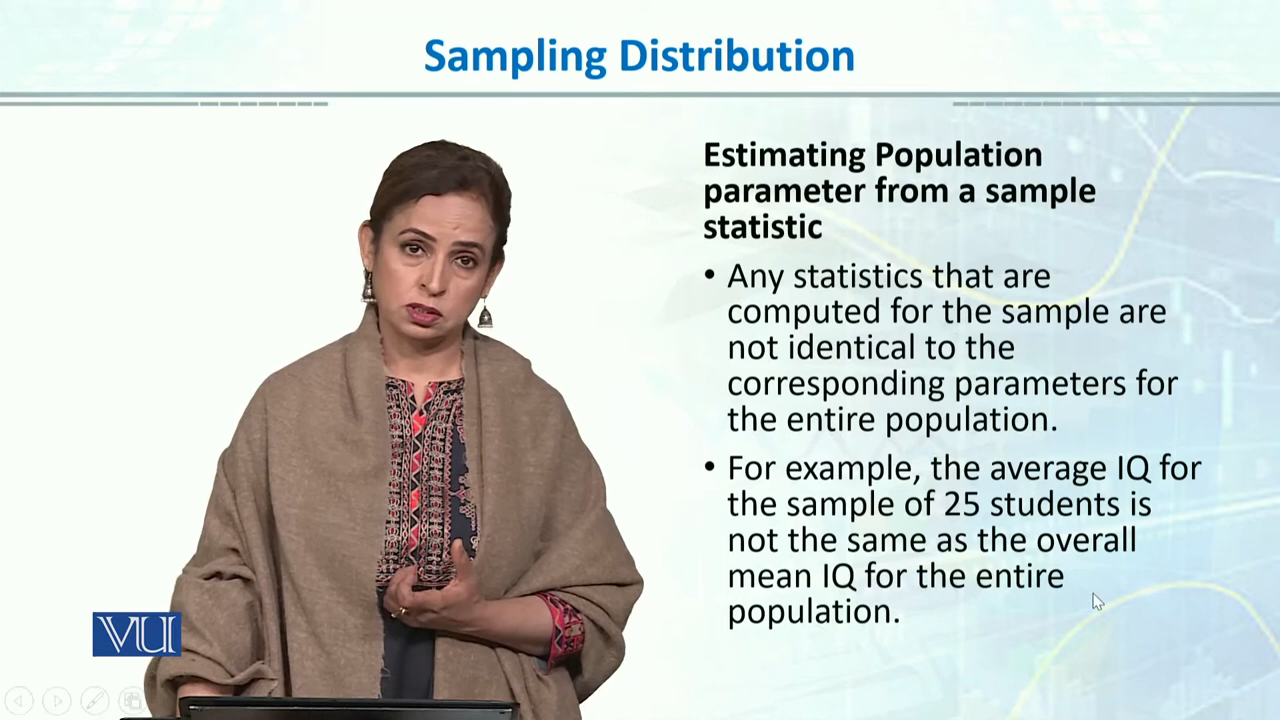 Sampling Distribution
Estimating Population
parameter from a sample
statistic
• Any statistics that are
computed for the sample are
not identical to the
corresponding parameters for
the entire population.
• For example, the average IQ for
the sample of 25 students is
not the same as the overall
mean IQ for the entire
population.
VU